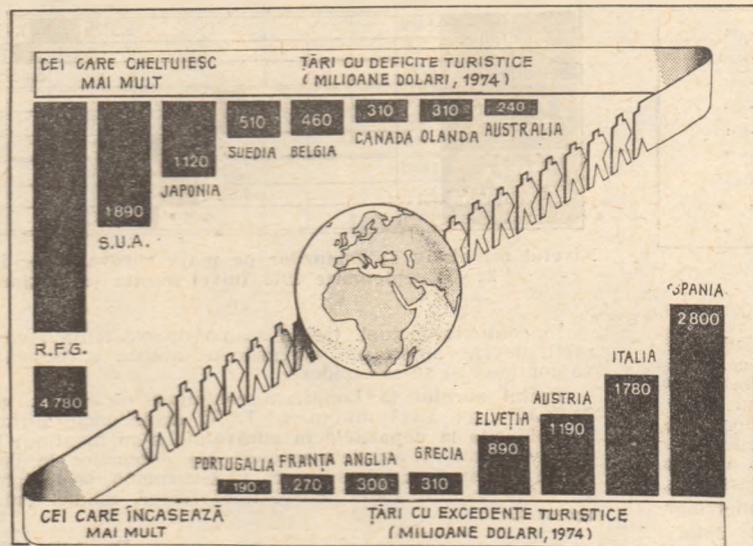 CEI CARE CHELTUIESC
MAI MULT
ȚĂRI CU DEFICITE TURISTICE
(MILIOANE DOLARI, 1974)
R.F.G.
4780
1890
S.U.A.
1120
JAPONIA
510
SUEDIA
460
BELGIA
310
CANADA
310
OLANDA
240
AUSTRALIA
PORTUGALIA
190
FRANȚA
270
ANGLIA
300
GRECIA
310
ELVEȚIA
890
AUSTRIA
1190
ITALIA
1780
SPANIA
2800
CEI CARE ÎNCASEAZĂ
MAI MULT
ȚĂRI CU EXCEDENTE TURISTICE
(MILIOANE DOLARI, 1974)